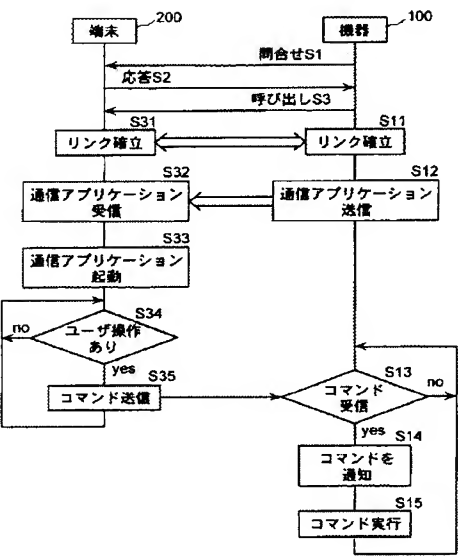 端末
200
機器
100
問合せS1
応答S2
呼び出しS3
S31
リンク確立
S11
リンク確立
S32
通信アプリケーション
受信
S12
通信アプリケーション
送信
S33
通信アプリケーション
起動
S34
ユーザ操作
あり
no
yes
S35
コマンド送信
S13
コマンド
受信
no
yes
S14
コマンドを
通知
S15
コマンド実行